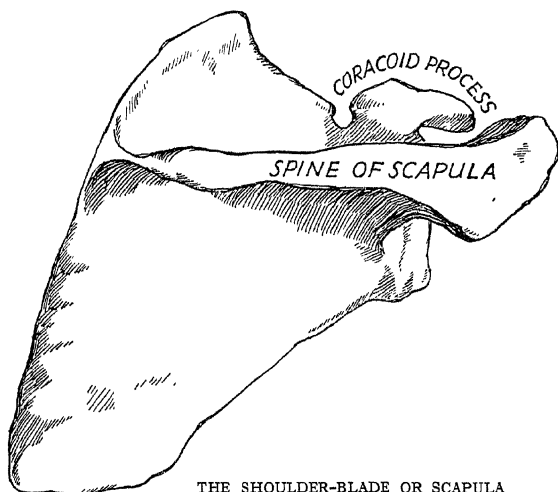 CORACOID PROCESS
SPINE OF SCAPULA
THE SHOULDER-BLADE OR SCAPULA